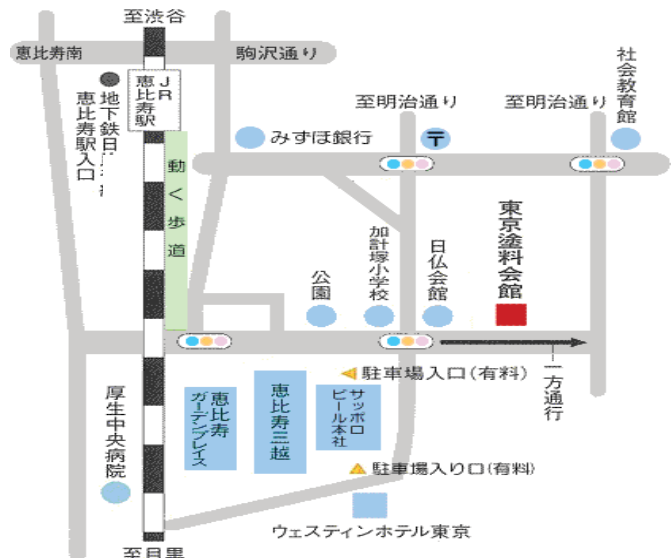 至渋谷
恵比寿南
駒沢通り
JR
恵比寿駅
地下鉄日
恵比寿駅入口
至明治通り
至明治通り
社会教育館
みずほ銀行
〒
動く歩道
東京塗料会館
公園
加計塚小学校
日仏会館
一方通行
駐車場入口(有料)
厚生中央病院
恵比寿
ガーデンプレイス
恵比寿三越
サッポロ
ビール本社
駐車場入り口(有料)
ウェスティンホテル東京